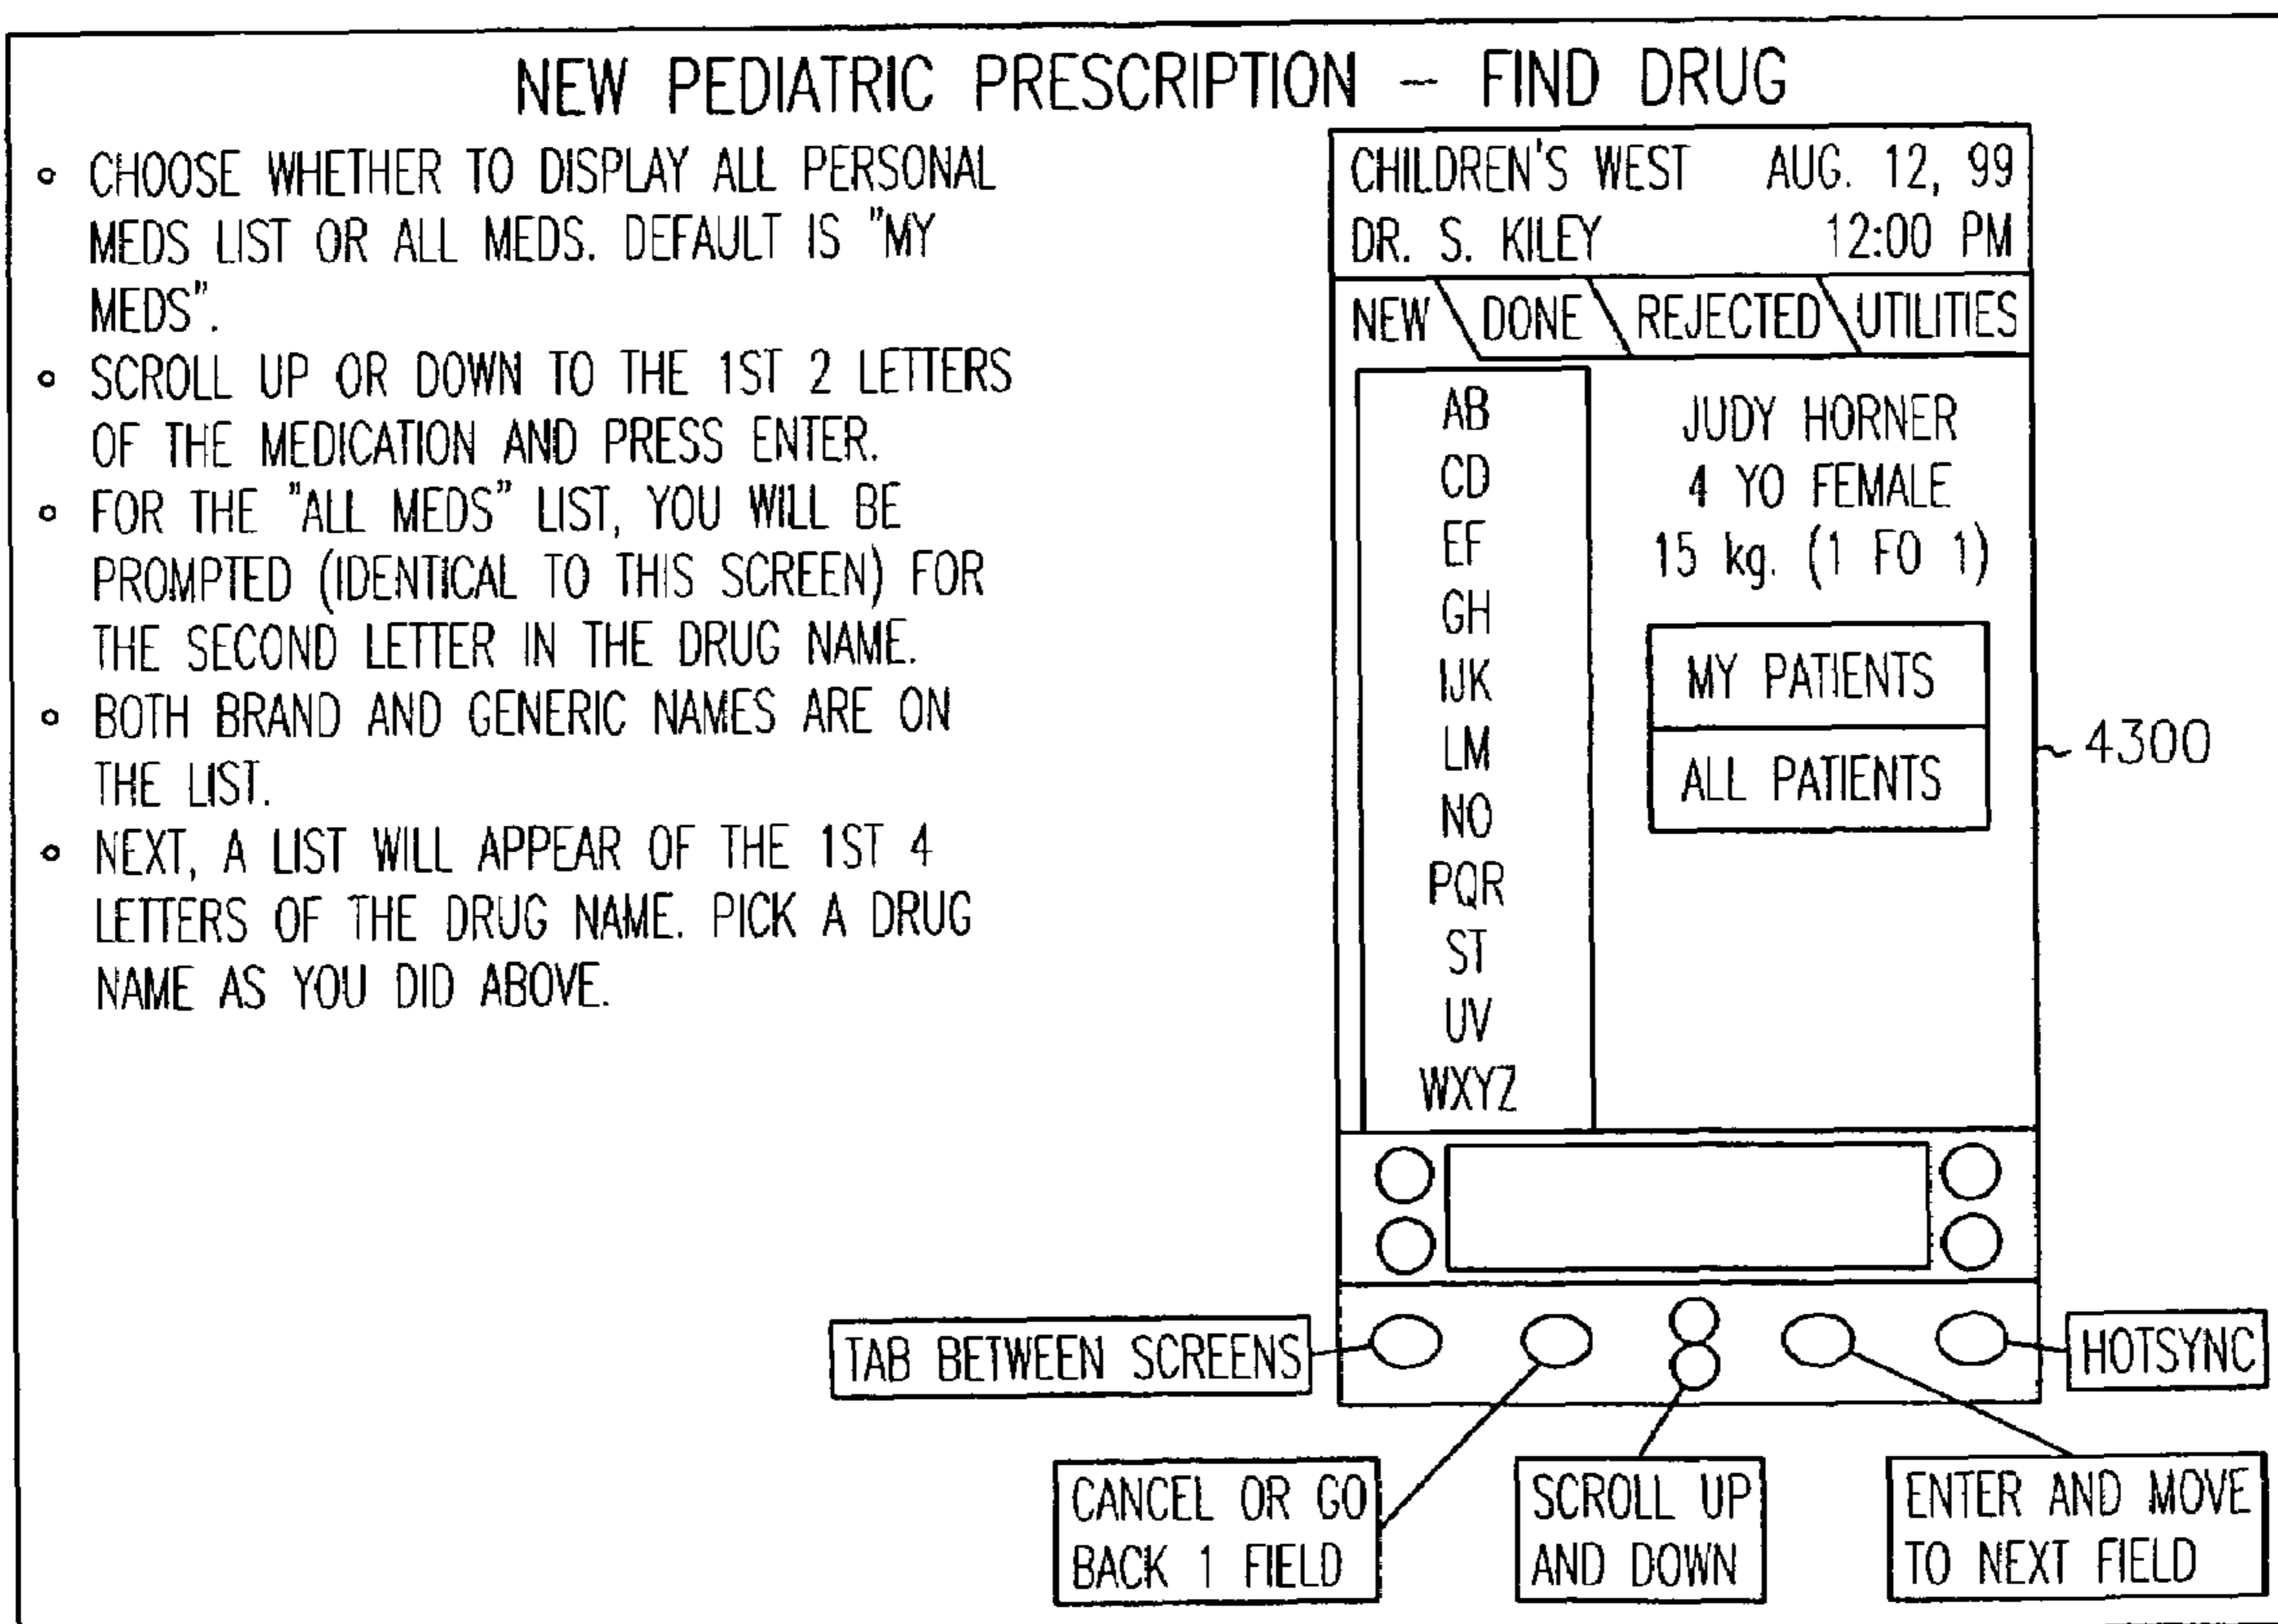 NEW PEDIATRIC PRESCRIPTION – FIND DRUG
∘ CHOOSE WHETHER TO DISPLAY ALL PERSONAL
MEDS LIST OR ALL MEDS. DEFAULT IS "MY
MEDS".
∘ SCROLL UP OR DOWN TO THE 1ST 2 LETTERS
OF THE MEDICATION AND PRESS ENTER.
∘ FOR THE "ALL MEDS" LIST, YOU WILL BE
PROMPTED (IDENTICAL TO THIS SCREEN) FOR
THE SECOND LETTER IN THE DRUG NAME.
∘ BOTH BRAND AND GENERIC NAMES ARE ON
THE LIST.
∘ NEXT, A LIST WILL APPEAR OF THE 1ST 4
LETTERS OF THE DRUG NAME. PICK A DRUG
NAME AS YOU DID ABOVE.
CHILDREN'S WEST AUG. 12, 99
DR. S. KILEY 12:00 PM
NEW DONE REJECTED UTILITIES
AB
CD
EF
GH
IJK
LM
NO
PQR
ST
UV
WXYZ
JUDY HORNER
4 YO FEMALE
15 kg. (1 FO 1)
MY PATIENTS
ALL PATIENTS
4300
TAB BETWEEN SCREENS
HOTSYNC
CANCEL OR GO
BACK 1 FIELD
SCROLL UP
AND DOWN
ENTER AND MOVE
TO NEXT FIELD